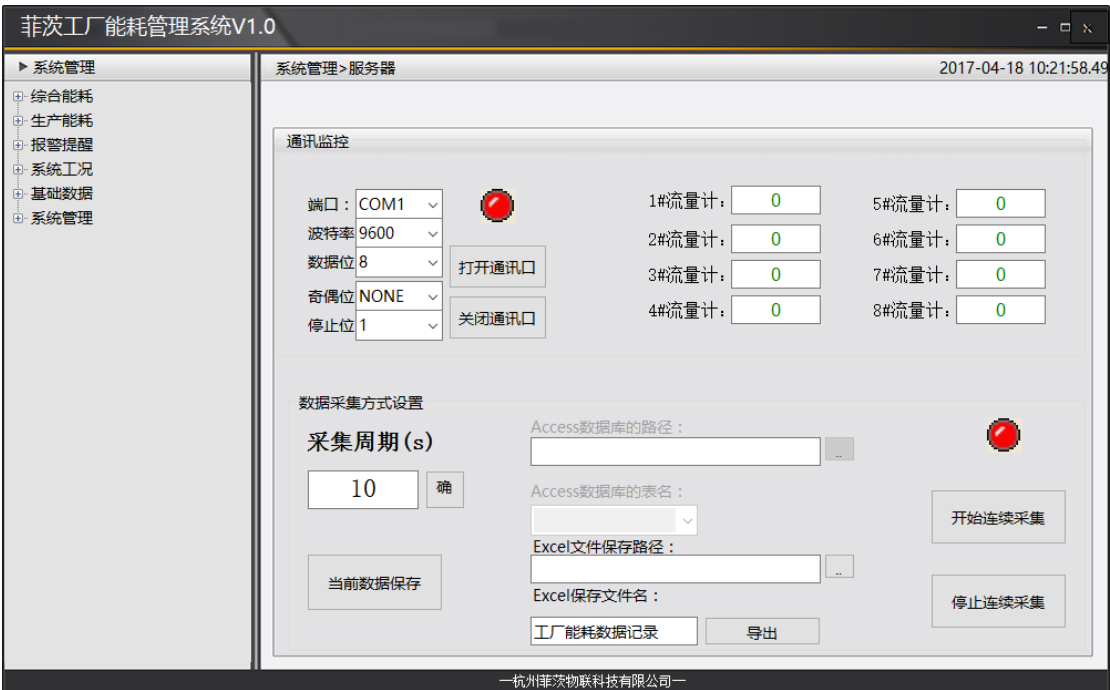 菲茨工厂能耗管理系统V1.0
系统管理
系统管理>服务器
2017-04-18 10:21:58.49
综合能耗
生产能耗
报警提醒
系统工况
基础数据
系统管理
通讯监控
端口： COM1
波特率 9600
数据位 8
奇偶位 NONE
停止位 1
打开通讯口
关闭通讯口
1#流量计： 0
2#流量计： 0
3#流量计： 0
4#流量计： 0
5#流量计： 0
6#流量计： 0
7#流量计： 0
8#流量计： 0
数据采集方式设置
采集周期(s)
10
确
当前数据保存
Access数据库的路径：
..
Access数据库的表名：
Excel文件保存路径：
..
Excel保存文件名：
工厂能耗数据记录
导出
开始连续采集
停止连续采集
—杭州菲茨物联科技有限公司—